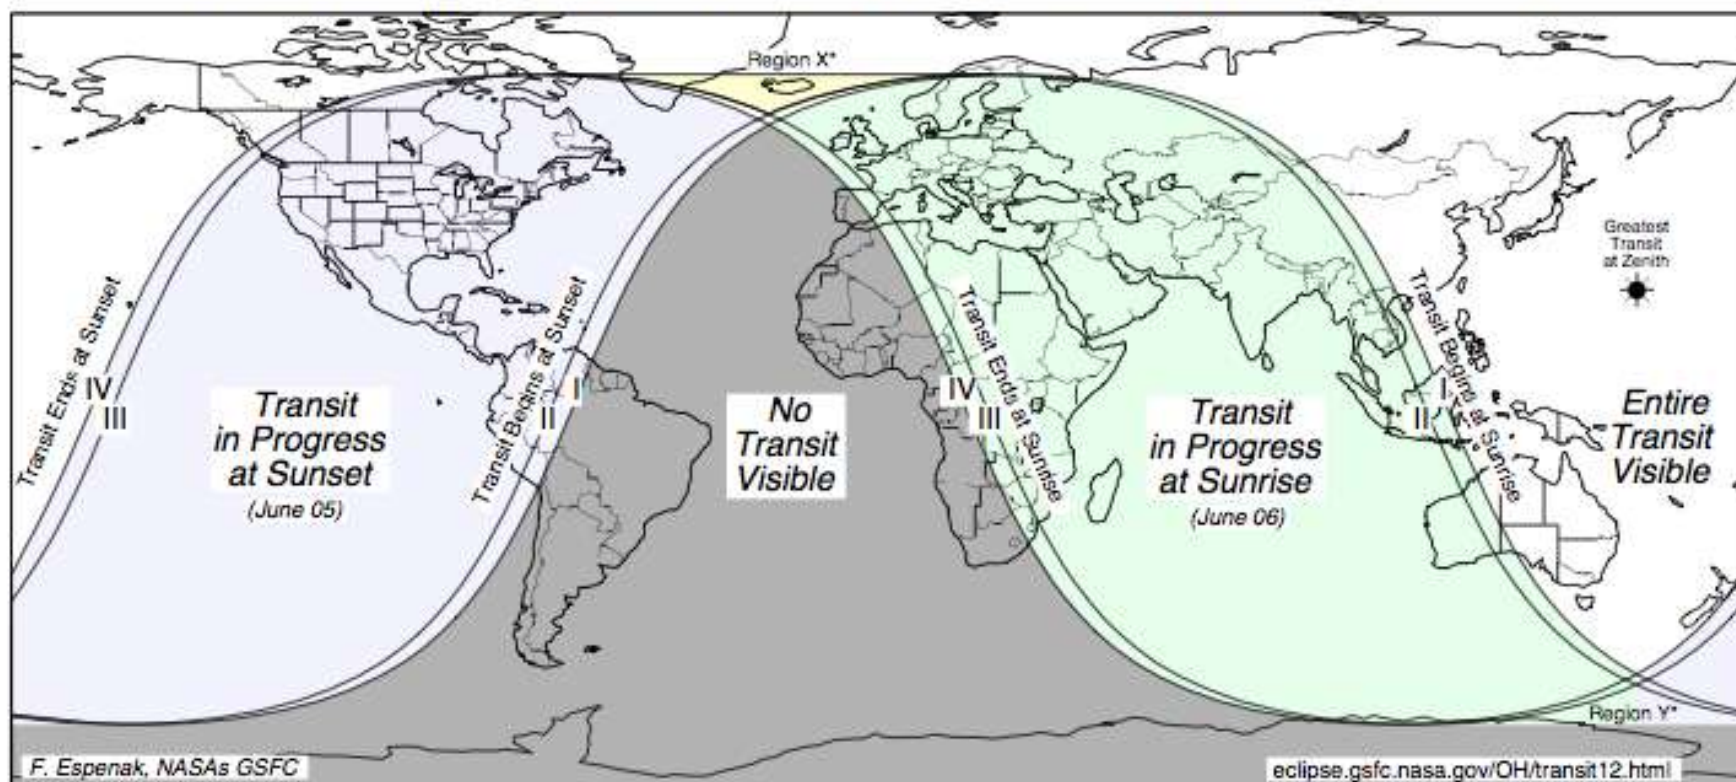 Region X*
Greatest
Transit
at Zenith
Transit Ends at Sunset
IV
III
Transit
in Progress
at Sunset
(June 05)
Transit Begins at Sunset
I
II
No
Transit
Visible
IV
III
Transit Ends at Sunrise
Transit
in Progress
at Sunrise
(June 06)
I
II
Transit Begins at Sunrise
Entire
Transit
Visible
Region Y*
F. Espenak, NASAs GSFC
eclipse.gsfc.nasa.gov/OH/transit12.html